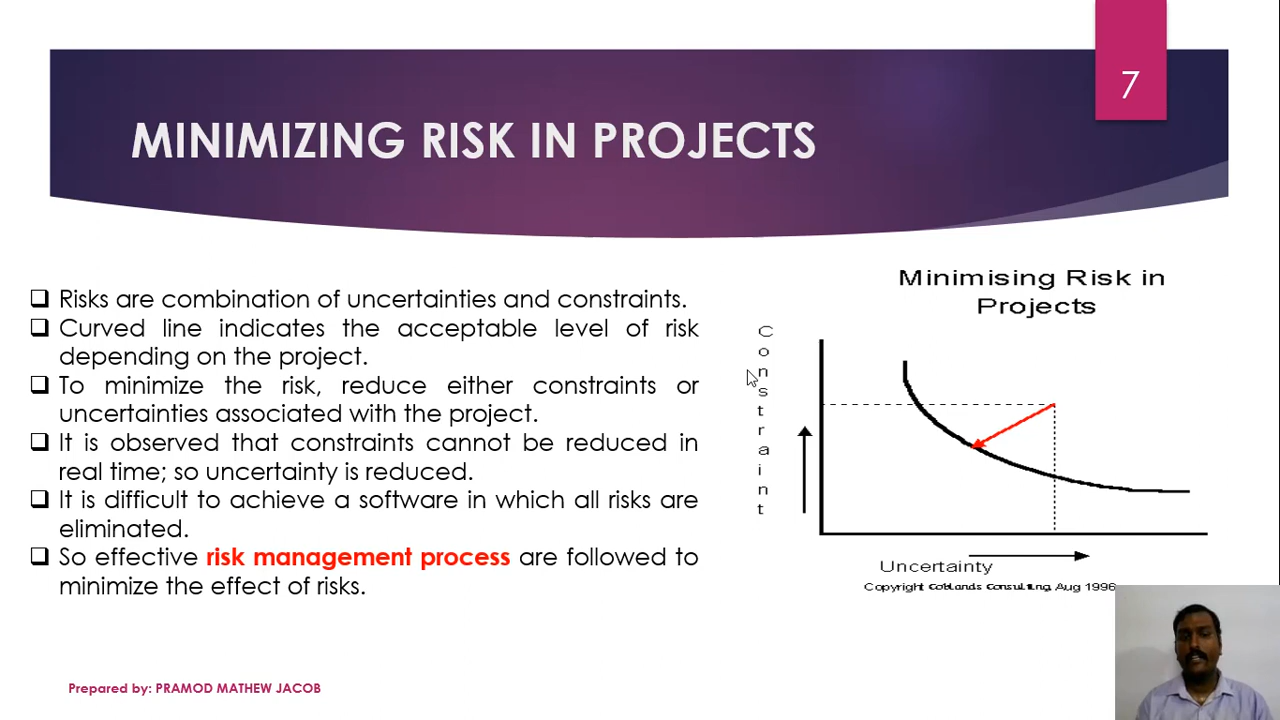 7
MINIMIZING RISK IN PROJECTS
❑ Risks are combination of uncertainties and constraints.
❑ Curved line indicates the acceptable level of risk
depending on the project.
❑ To minimize the risk, reduce either constraints or
uncertainties associated with the project.
❑ It is observed that constraints cannot be reduced in
real time; so uncertainty is reduced.
❑ It is difficult to achieve a software in which all risks are
eliminated.
❑ So effective risk management process are followed to
minimize the effect of risks.
Minimising Risk in
Projects
Constraint
Uncertainty
Copyright Consulting, Aug 1996
Prepared by: PRAMOD MATHEW JACOB